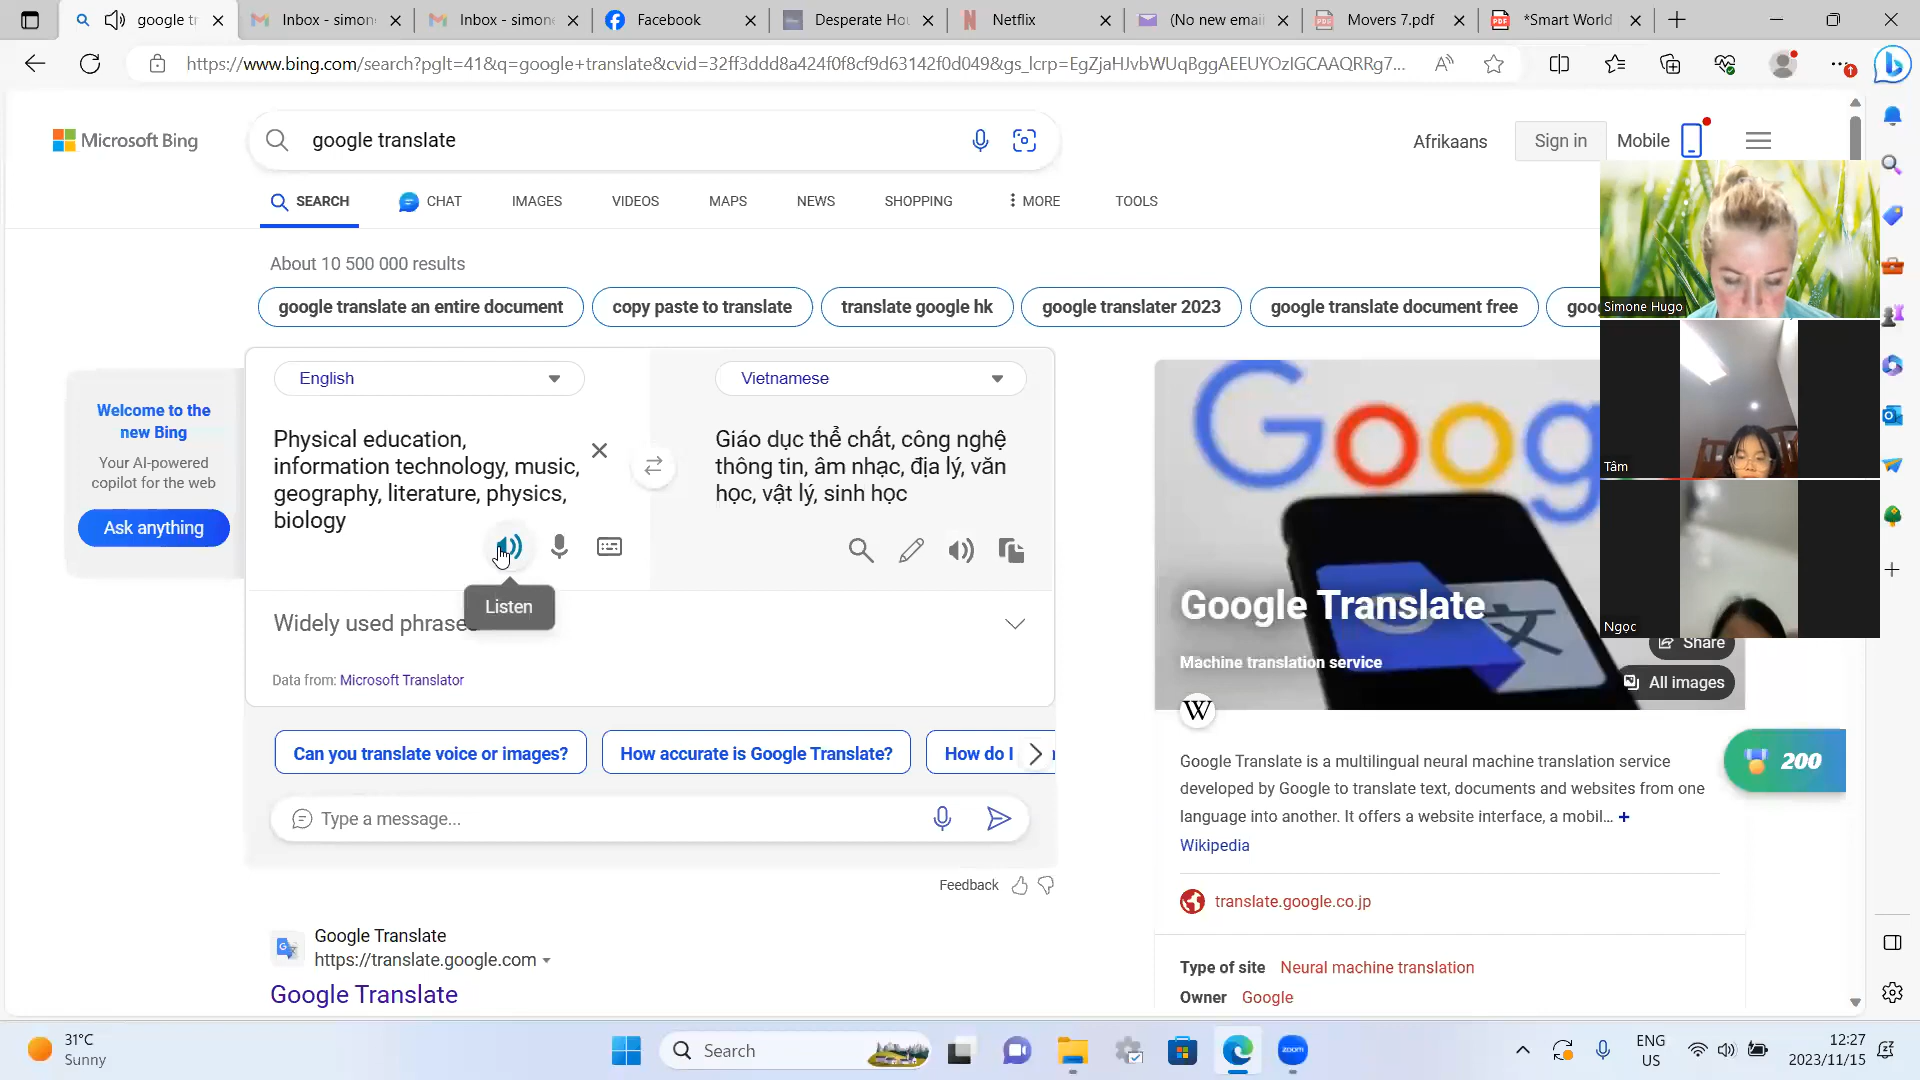 google tr
Inbox - simon
Inbox - simon
Facebook
Desperate Hou
Netflix
(No new emai
Movers 7.pdf
*Smart World
https://www.bing.com/search?pglt=41&q=google+translate&cvid=32ff3ddd8a424f0f8cf9d63142f0d049&gs_lcrp=EgZjaHJvbWUqBggAEEUYOzIGCAAQRRg7...
Microsoft Bing
google translate
Afrikaans
Sign in
Mobile
SEARCH
CHAT
IMAGES
VIDEOS
MAPS
NEWS
SHOPPING
MORE
TOOLS
About 10 500 000 results
google translate an entire document
copy paste to translate
translate google hk
google translater 2023
google translate document free
goog
Simone Hugo
Tâm
Ngọc
Welcome to the
new Bing
Your AI-powered
copilot for the web
Ask anything
English
Vietnamese
Physical education,
information technology, music,
geography, literature, physics,
biology
Giáo dục thể chất, công nghệ
thông tin, âm nhạc, địa lý, văn
học, vật lý, sinh học
Listen
Widely used phrases
Data from: Microsoft Translator
Can you translate voice or images?
How accurate is Google Translate?
How do I
Type a message...
Feedback
Google Translate
https://translate.google.com
Google Translate
Goog
Google Translate
Machine translation service
Share
All images
W
Google Translate is a multilingual neural machine translation service
developed by Google to translate text, documents and websites from one
language into another. It offers a website interface, a mobil... +
Wikipedia
200
translate.google.co.jp
Type of site Neural machine translation
Owner Google
31°C
Sunny
Search
zoom
ENG
US
12:27
2023/11/15